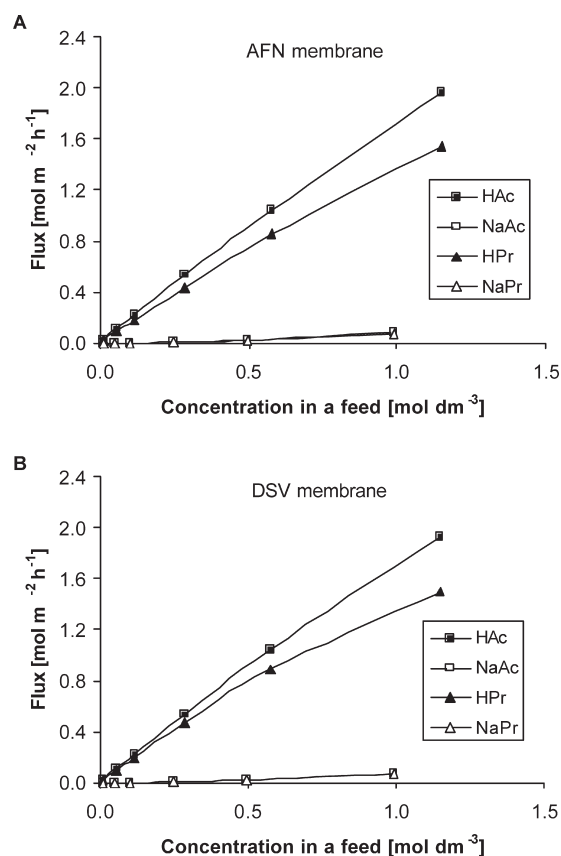 A
AFN membrane
2.4
2.0
1.6
1.2
0.8
0.4
0.0
Flux [mol m⁻²h⁻¹]
HAc
NaAc
HPr
NaPr
0.0 0.5 1.0 1.5
Concentration in a feed [mol dm⁻³]
B
DSV membrane
2.4
2.0
1.6
1.2
0.8
0.4
0.0
Flux [mol m⁻²h⁻¹]
HAc
NaAc
HPr
NaPr
0.0 0.5 1.0 1.5
Concentration in a feed [mol dm⁻³]